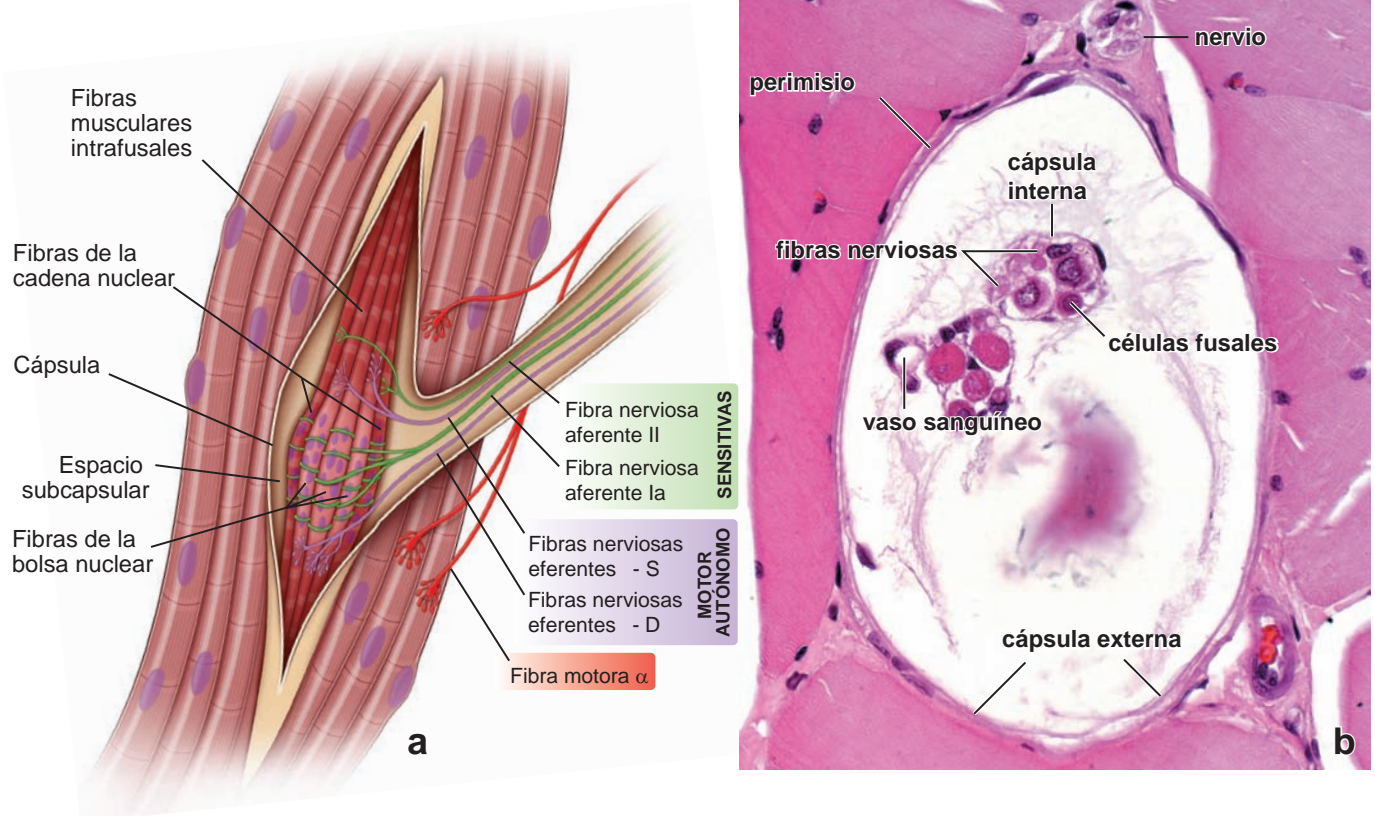 Fibras
musculares
intrafusales
Fibras de la
cadena nuclear
Cápsula
Espacio
subcapsular
Fibras de la
bolsa nuclear
Fibra nerviosa
aferente II
Fibra nerviosa
aferente Ia
SENSITIVAS
Fibras nerviosas
eferentes - S
Fibras nerviosas
eferentes - D
MOTOR
AUTÓNOMO
Fibra motora α
a
nervio
perimisio
cápsula
interna
fibras nerviosas
células fusales
vaso sanguíneo
cápsula externa
b